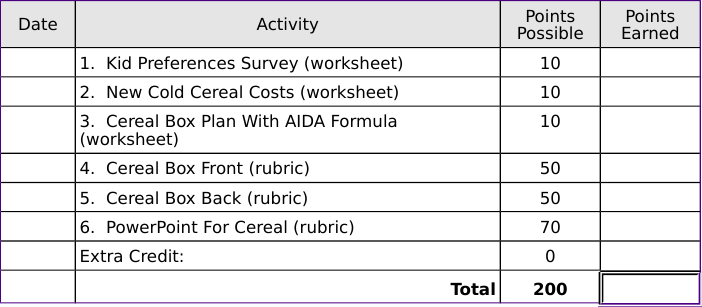 Date Activity Points Possible Points Earned
1. Kid Preferences Survey (worksheet) 10
2. New Cold Cereal Costs (worksheet) 10
3. Cereal Box Plan With AIDA Formula 10
(worksheet)
4. Cereal Box Front (rubric) 50
5. Cereal Box Back (rubric) 50
6. PowerPoint For Cereal (rubric) 70
Extra Credit: 0
Total 200